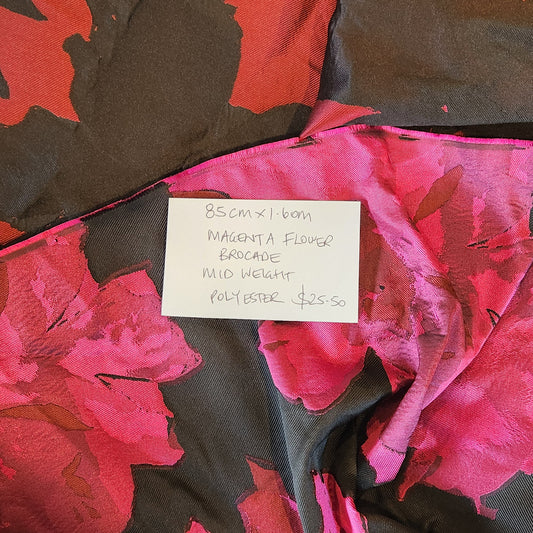 85cm x 1.60m
MAGENTA FLOWER
BROCADE
MID WEIGHT
POLYESTER $25.50